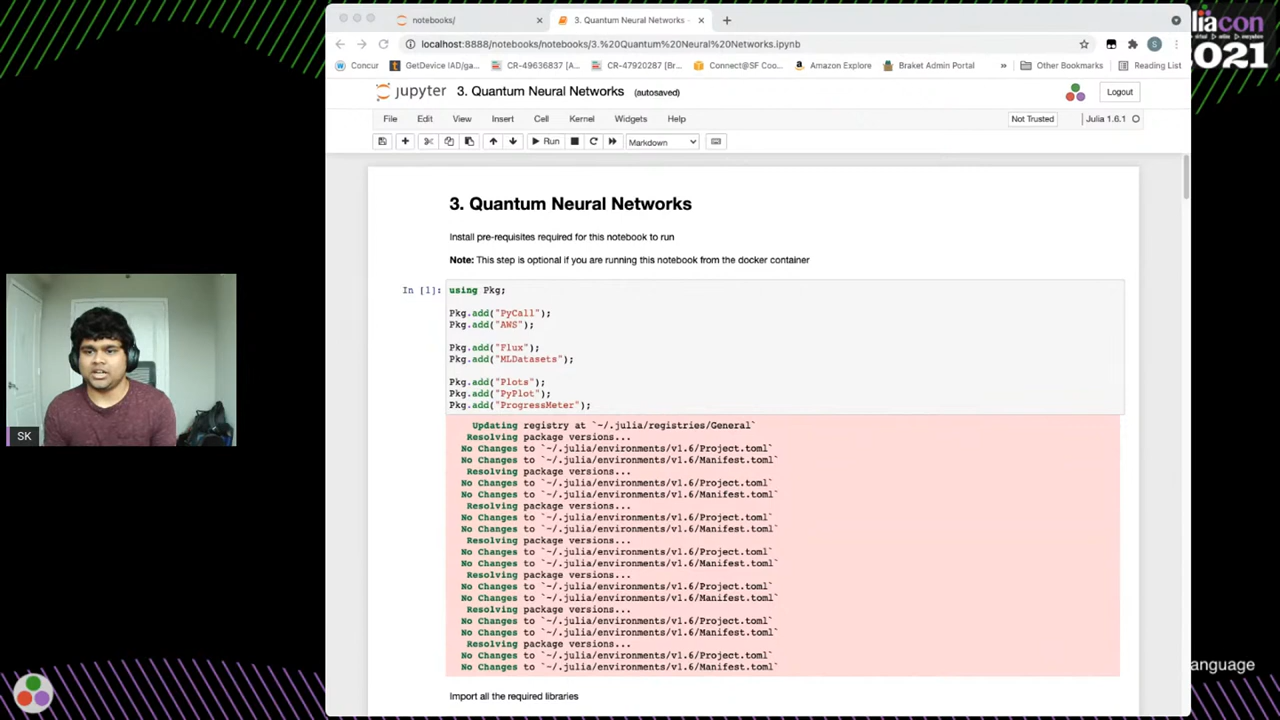 notebooks/
3. Quantum Neural Networks
localhost:8888/notebooks/notebooks/3.%20Quantum%20Neural%20Networks.ipynb
S
Concur
GetDevice IAD/ga...
CR-49636837 [A...
CR-47920287 [Br...
Connect@SF Coo...
Amazon Explore
Braket Admin Portal
»
Other Bookmarks
Reading List
liacon
2021
jupyter 3. Quantum Neural Networks (autosaved)
Logout
File Edit View Insert Cell Kernel Widgets Help
Not Trusted
Julia 1.6.1
Run
Markdown
3. Quantum Neural Networks
Install pre-requisites required for this notebook to run
Note: This step is optional if you are running this notebook from the docker container
In [1]: using Pkg;
Pkg.add("PyCall");
Pkg.add("AWS");
Pkg.add("Flux");
Pkg.add("MLDatasets");
Pkg.add("Plots");
Pkg.add("PyPlot");
Pkg.add("ProgressMeter");
Updating registry at `~/.julia/registries/General`
Resolving package versions...
No Changes to `~/.julia/environments/v1.6/Project.toml`
No Changes to `~/.julia/environments/v1.6/Manifest.toml`
Resolving package versions...
No Changes to `~/.julia/environments/v1.6/Project.toml`
No Changes to `~/.julia/environments/v1.6/Manifest.toml`
Resolving package versions...
No Changes to `~/.julia/environments/v1.6/Project.toml`
No Changes to `~/.julia/environments/v1.6/Manifest.toml`
Resolving package versions...
No Changes to `~/.julia/environments/v1.6/Project.toml`
No Changes to `~/.julia/environments/v1.6/Manifest.toml`
Resolving package versions...
No Changes to `~/.julia/environments/v1.6/Project.toml`
No Changes to `~/.julia/environments/v1.6/Manifest.toml`
Resolving package versions...
No Changes to `~/.julia/environments/v1.6/Project.toml`
No Changes to `~/.julia/environments/v1.6/Manifest.toml`
Resolving package versions...
No Changes to `~/.julia/environments/v1.6/Project.toml`
No Changes to `~/.julia/environments/v1.6/Manifest.toml`
Import all the required libraries
SK
anguage